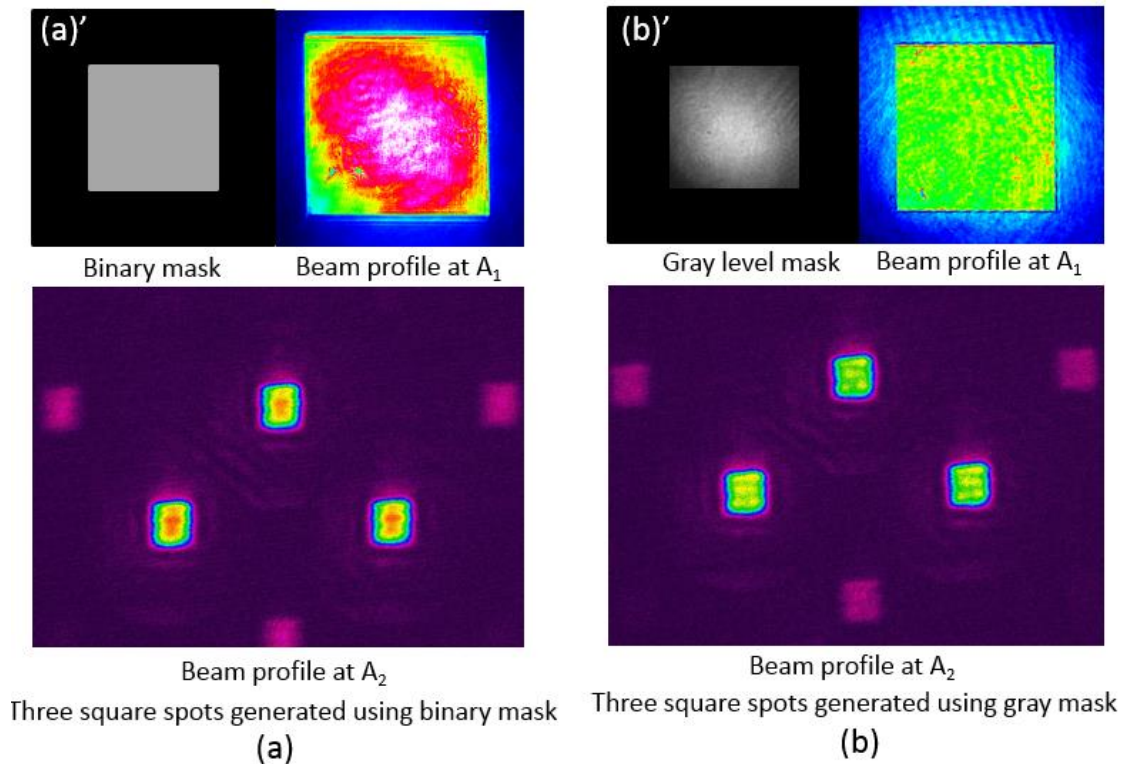 (a)’
Binary mask
Beam profile at A₁
Beam profile at A₂
Three square spots generated using binary mask
(a)
(b)’
Gray level mask
Beam profile at A₁
Beam profile at A₂
Three square spots generated using gray mask
(b)